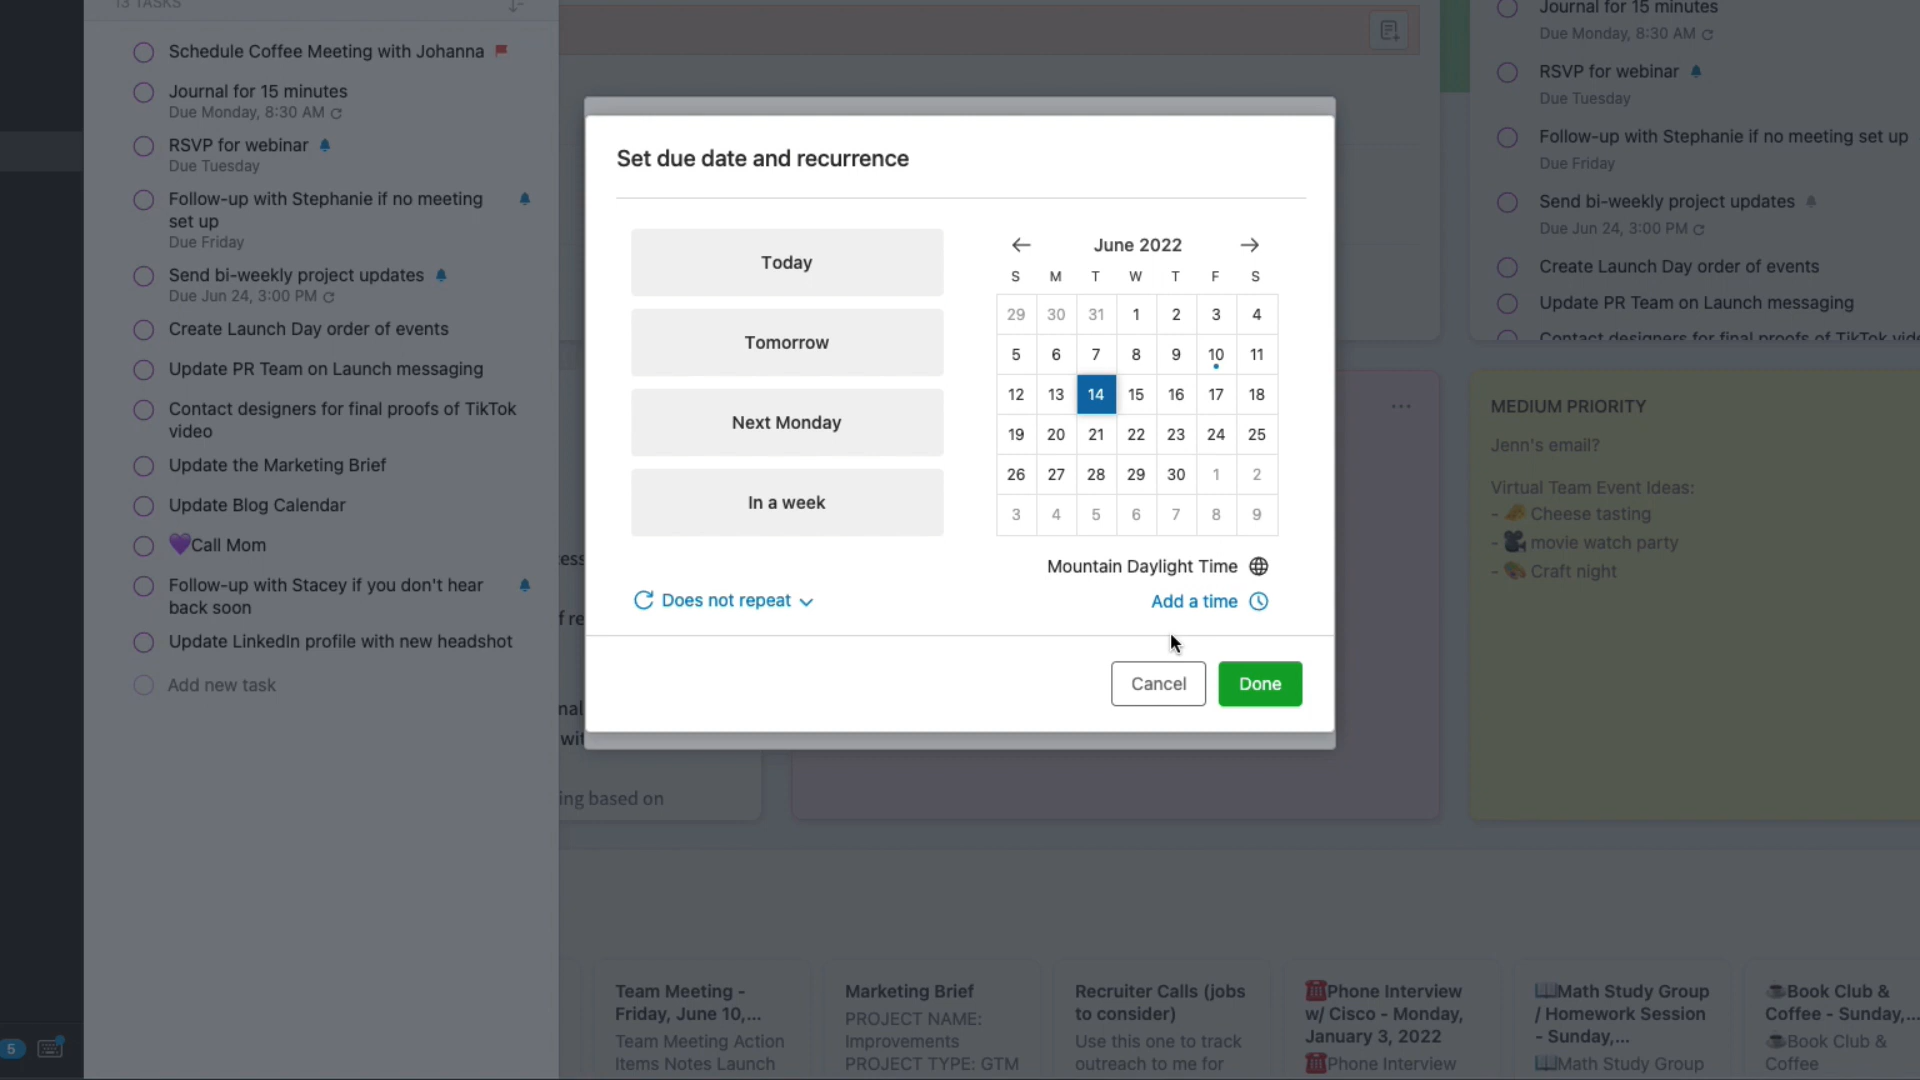 13 TASKS
Schedule Coffee Meeting with Johanna
Journal for 15 minutes
Due Monday, 8:30 AM
RSVP for webinar
Due Tuesday
Follow-up with Stephanie if no meeting
set up
Due Friday
Send bi-weekly project updates
Due Jun 24, 3:00 PM
Create Launch Day order of events
Update PR Team on Launch messaging
Contact designers for final proofs of TikTok
video
Update the Marketing Brief
Update Blog Calendar
💜Call Mom
Follow-up with Stacey if you don't hear
back soon
Update LinkedIn profile with new headshot
Add new task
5
Set due date and recurrence
Today
Tomorrow
Next Monday
In a week
Does not repeat
June 2022
S M T W T F S
29 30 31 1 2 3 4
5 6 7 8 9 10 11
12 13 14 15 16 17 18
19 20 21 22 23 24 25
26 27 28 29 30 1 2
3 4 5 6 7 8 9
Mountain Daylight Time
Add a time
Cancel
Done
ing based on
Journal for 15 minutes
Due Monday, 8:30 AM
RSVP for webinar
Due Tuesday
Follow-up with Stephanie if no meeting set up
Due Friday
Send bi-weekly project updates
Due Jun 24, 3:00 PM
Create Launch Day order of events
Update PR Team on Launch messaging
Contact designers for final proofs of TikTok vide
MEDIUM PRIORITY
Jenn's email?
Virtual Team Event Ideas:
- 🧀 Cheese tasting
- 🎥 movie watch party
- 🎨 Craft night
Team Meeting -
Friday, June 10,...
Team Meeting Action
Items Notes Launch
Marketing Brief
PROJECT NAME:
Improvements
PROJECT TYPE: GTM
Recruiter Calls (jobs
to consider)
Use this one to track
outreach to me for
☎️Phone Interview
w/ Cisco - Monday,
January 3, 2022
☎️Phone Interview
📖Math Study Group
/ Homework Session
- Sunday,...
📖Math Study Group
☕Book Club &
Coffee - Sunday,...
☕Book Club &
Coffee